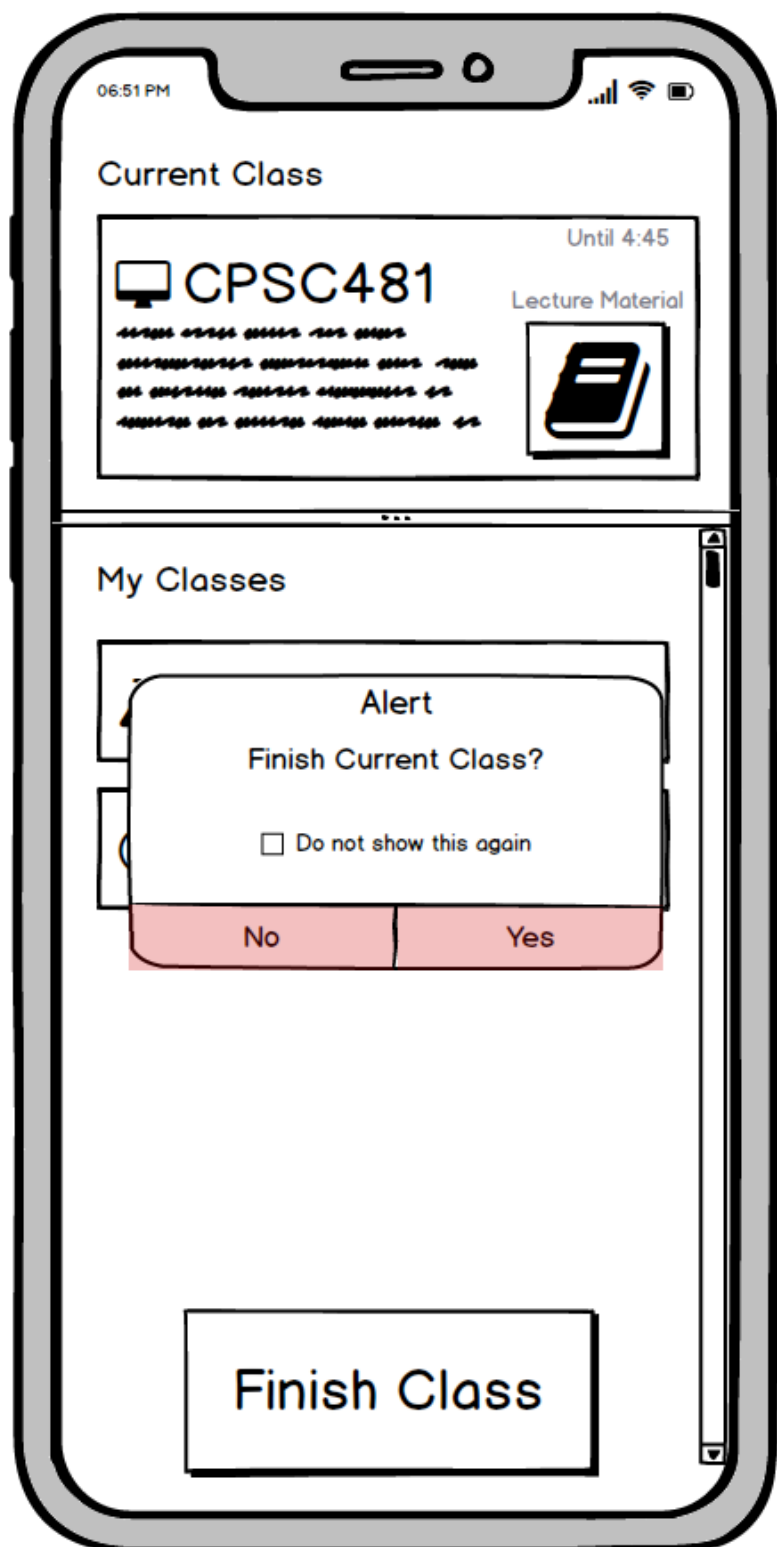 06:51 PM
Current Class
Until 4:45
CPSC481
Lecture Material
My Classes
Alert
Finish Current Class?
Do not show this again
No
Yes
Finish Class